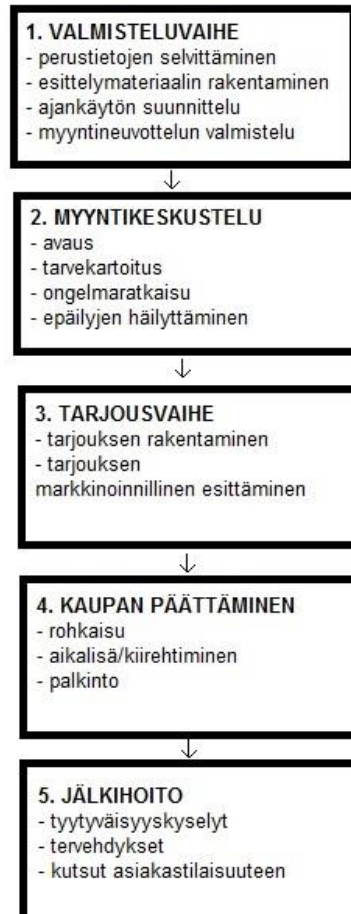 1. VALMISTELUVAIHE
- perustietojen selvittäminen
- esittelymateriaalin rakentaminen
- ajankäytön suunnittelu
- myyntineuvottelun valmistelu
2. MYYNTIKESKUSTELU
- avaus
- tarvekartoitus
- ongelmaratkaisu
- epäilyjen häilyttäminen
3. TARJOUSVAIHE
- tarjouksen rakentaminen
- tarjouksen
markkinoinnillinen esittäminen
4. KAUPAN PÄÄTTÄMINEN
- rohkaisu
- aikalisä/kiirehtiminen
- palkinto
5. JÄLKIHOITO
- tyytyväisyyskyselyt
- tervehdykset
- kutsut asiakastilaisuuteen